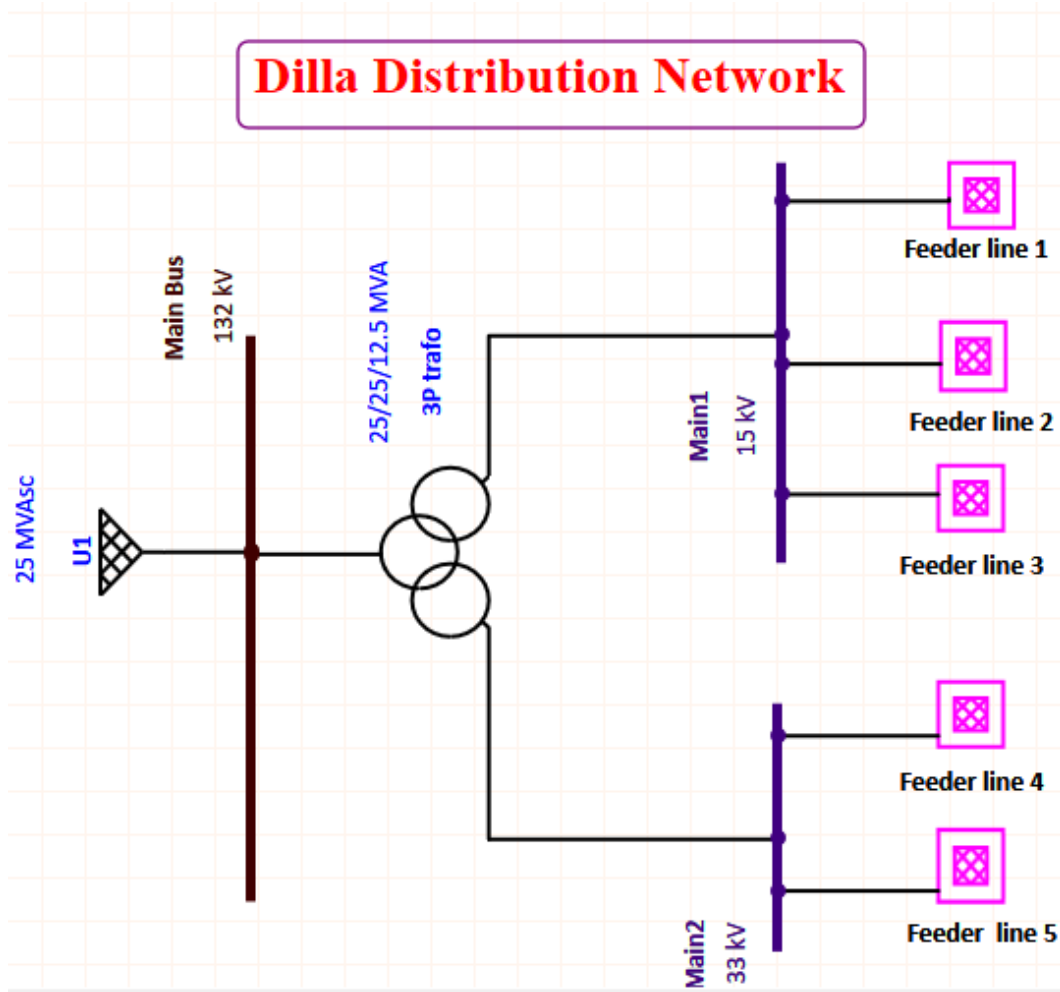 Dilla Distribution Network
Main Bus
132 kV
25/25/12.5 MVA
3P trafo
25 MVAsc
U1
Main1
15 kV
Feeder line 1
Feeder line 2
Feeder line 3
Main2
33 kV
Feeder line 4
Feeder  line 5